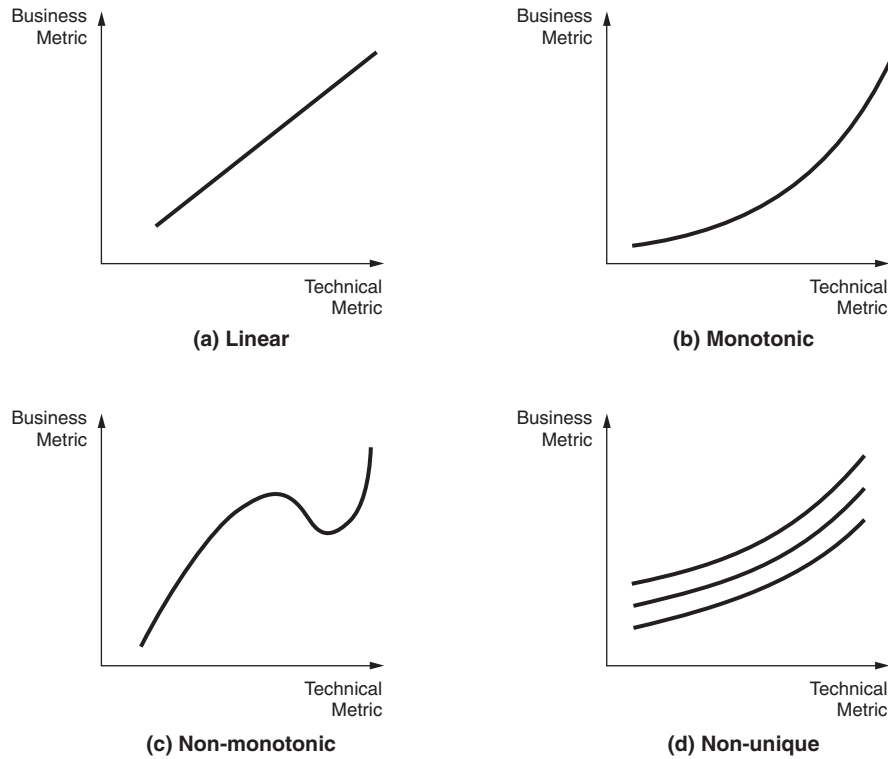 Business
Metric
Technical
Metric
(a) Linear
Business
Metric
Technical
Metric
(b) Monotonic
Business
Metric
Technical
Metric
(c) Non-monotonic
Business
Metric
Technical
Metric
(d) Non-unique